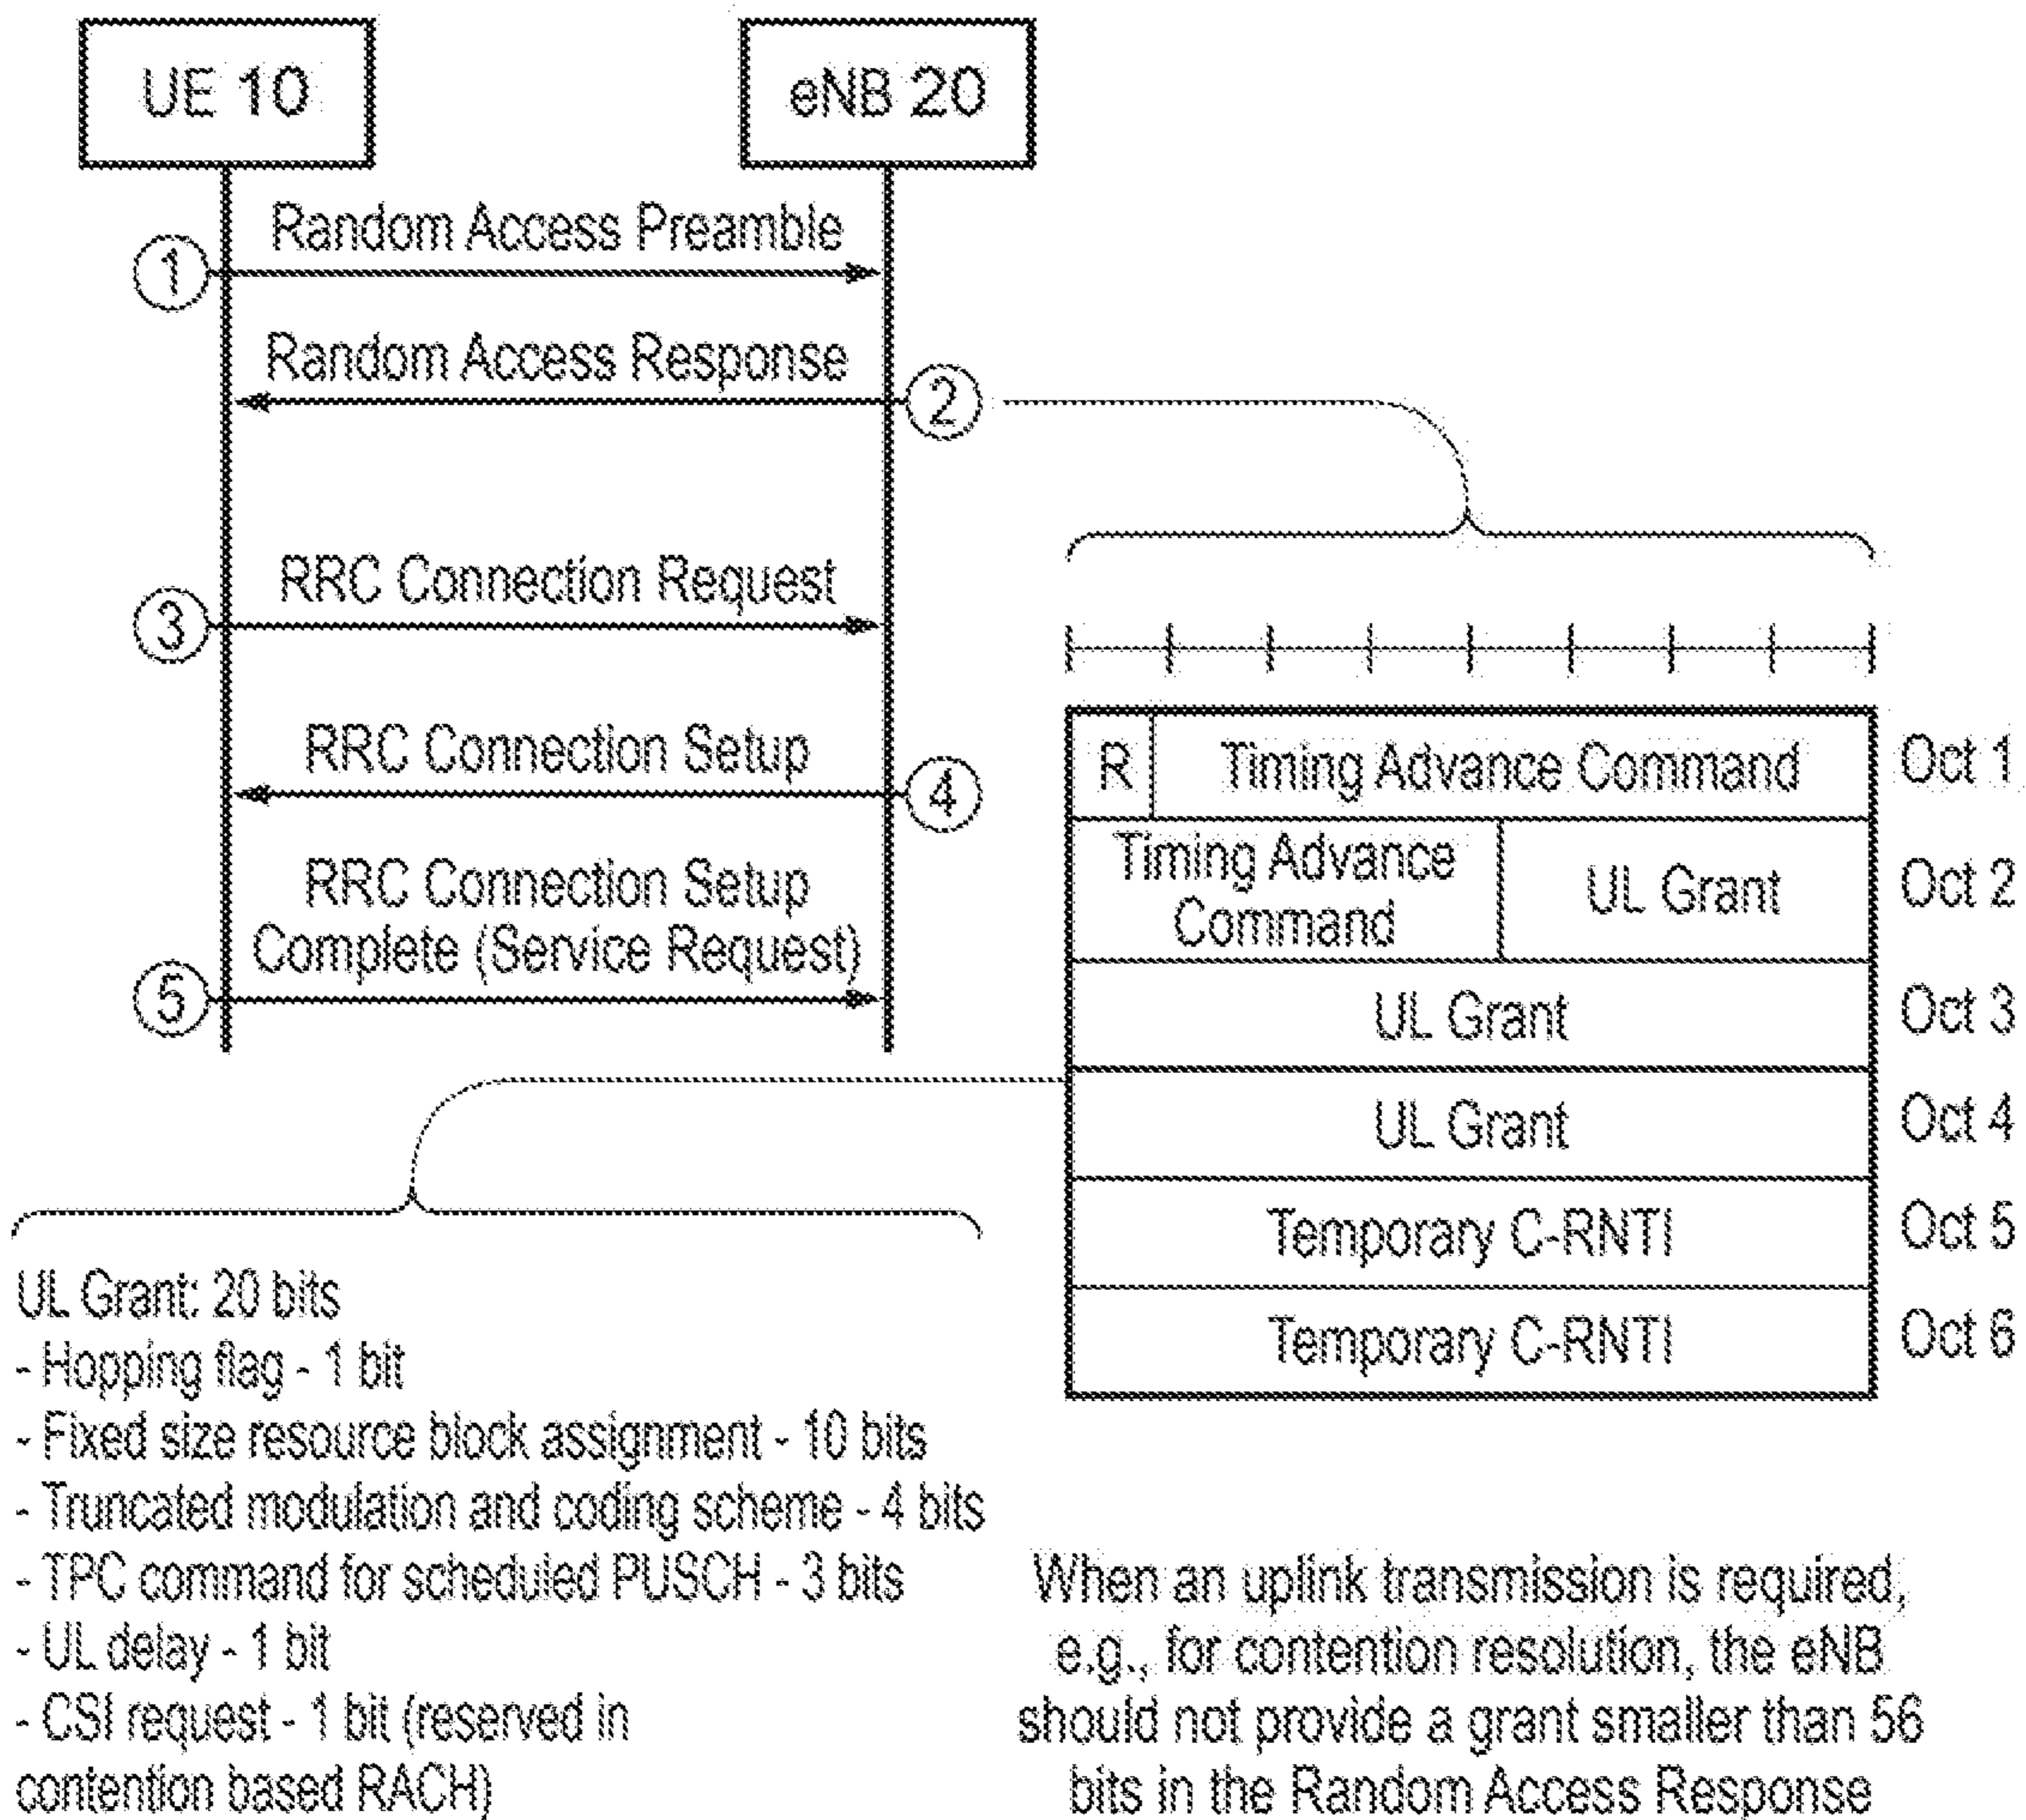 UE 10
eNB 20
Random Access Preamble
1
Random Access Response
2
RRC Connection Request
3
RRC Connection Setup
4
RRC Connection Setup
Complete (Service Request)
5
R
Timing Advance Command
Oct 1
Timing Advance
Command
UL Grant
Oct 2
UL Grant
Oct 3
UL Grant
Oct 4
Temporary C-RNTI
Oct 5
Temporary C-RNTI
Oct 6
UL Grant: 20 bits
- Hopping flag - 1 bit
- Fixed size resource block assignment - 10 bits
- Truncated modulation and coding scheme - 4 bits
- TPC command for scheduled PUSCH - 3 bits
- UL delay - 1 bit
- CSI request - 1 bit (reserved in
contention based RACH)
When an uplink transmission is required,
e.g., for contention resolution, the eNB
should not provide a grant smaller than 56
bits in the Random Access Response